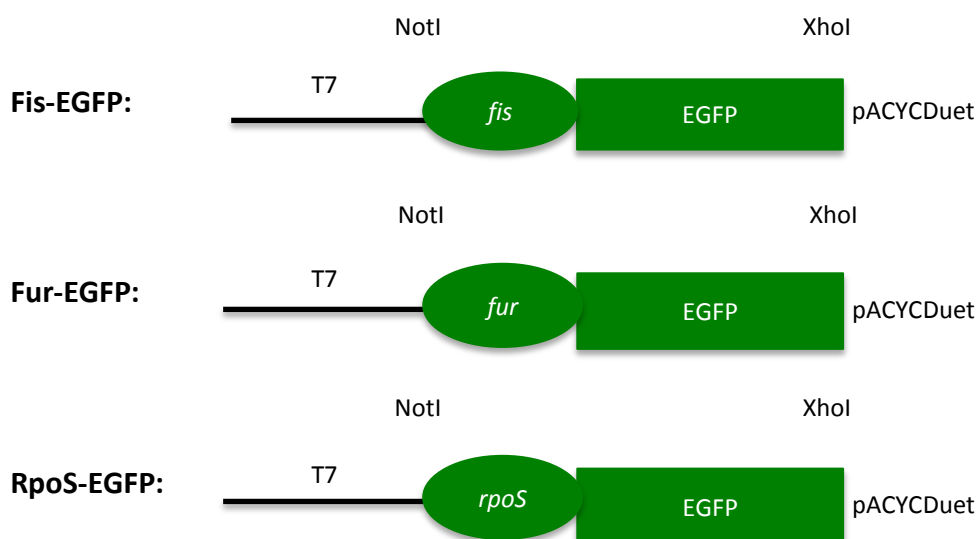 NotI XhoI
Fis-EGFP: T7 fis EGFP pACYCDuet
NotI XhoI
Fur-EGFP: T7 fur EGFP pACYCDuet
NotI XhoI
RpoS-EGFP: T7 rpoS EGFP pACYCDuet